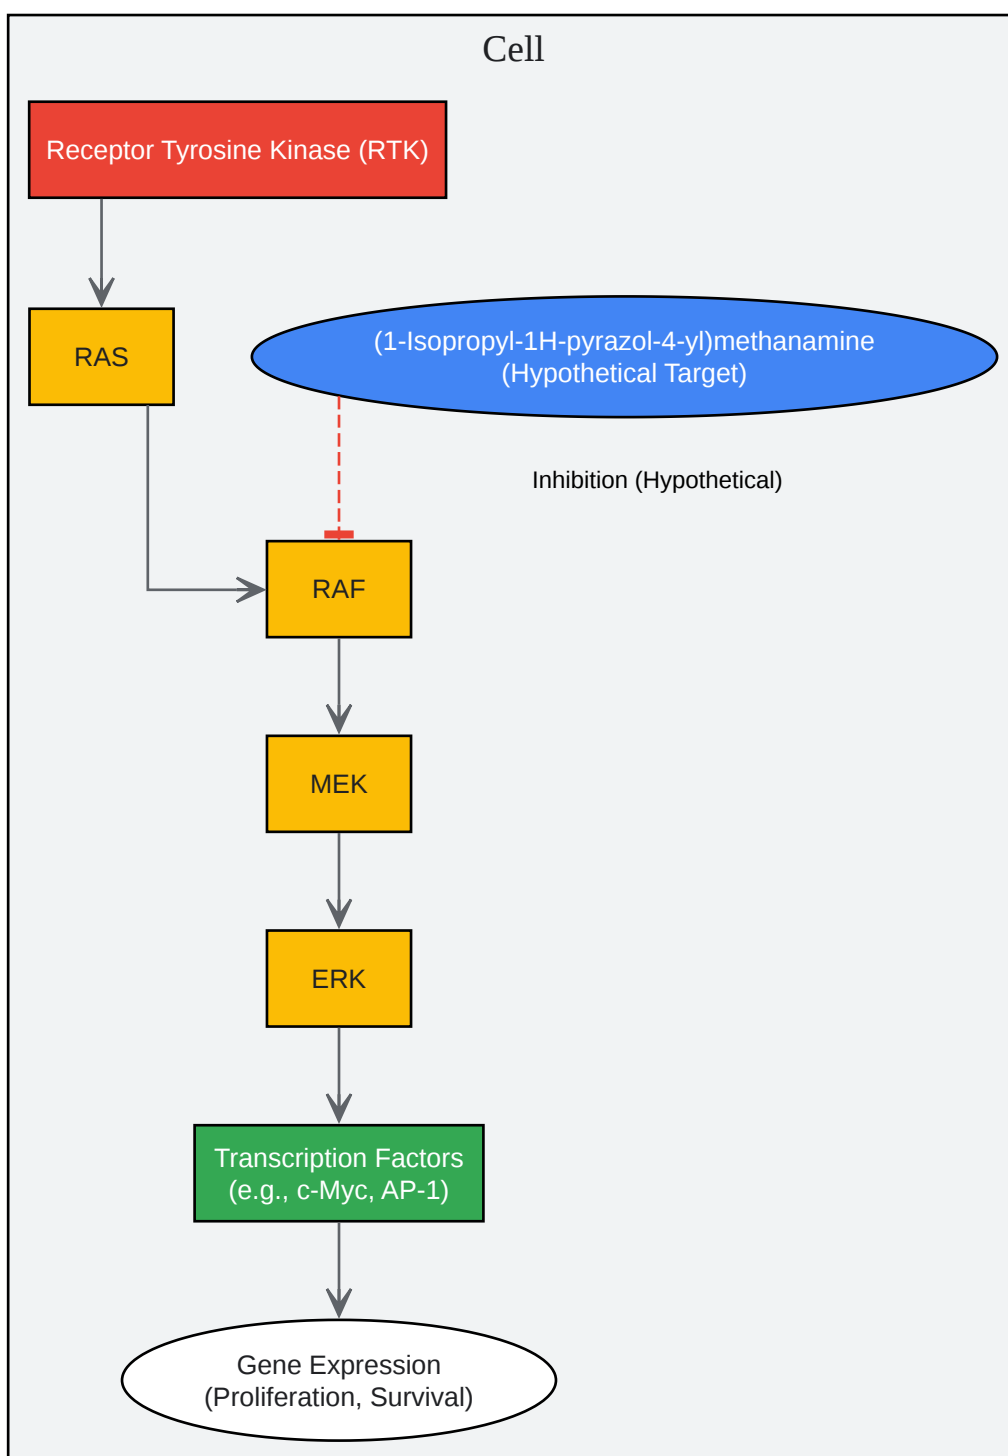 Cell
Receptor Tyrosine Kinase (RTK)
RAS
(1-Isopropyl-1H-pyrazol-4-yl)methanamine
(Hypothetical Target)
Inhibition (Hypothetical)
RAF
MEK
ERK
Transcription Factors
(e.g., c-Myc, AP-1)
Gene Expression
(Proliferation, Survival)